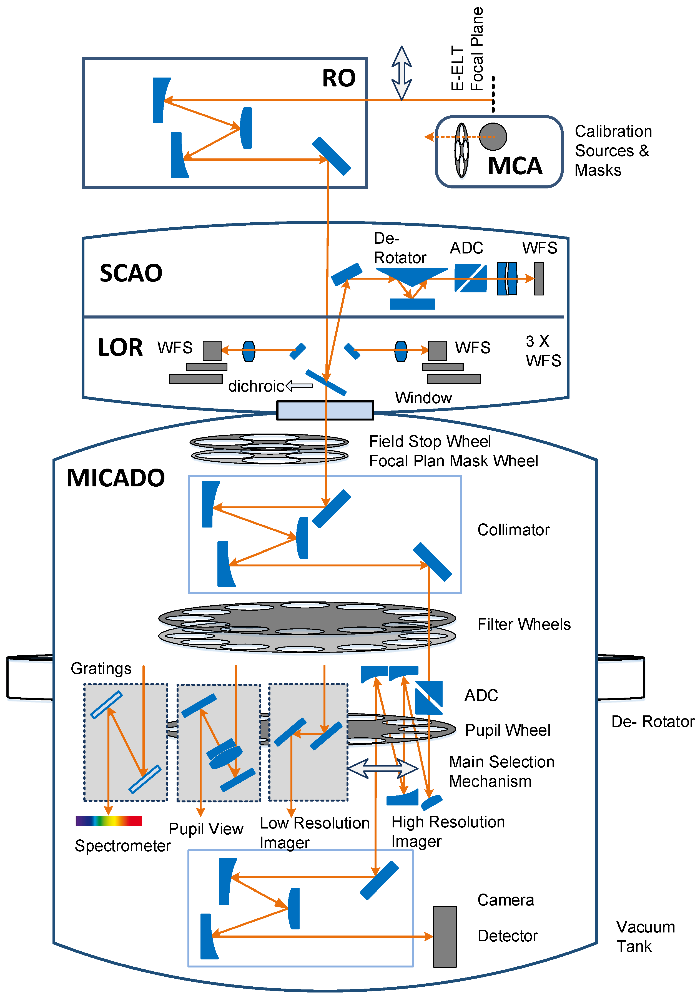 E-ELT
Focal Plane
RO
Calibration
Sources &
Masks
MCA
De-
Rotator
ADC
WFS
SCAO
LOR
WFS
WFS
3 X
WFS
dichroic
Window
Field Stop Wheel
Focal Plan Mask Wheel
MICADO
Collimator
Filter Wheels
Gratings
ADC
De- Rotator
Pupil Wheel
Main Selection
Mechanism
Low Resolution
Imager
High Resolution
Imager
Pupil View
Spectrometer
Camera
Detector
Vacuum
Tank